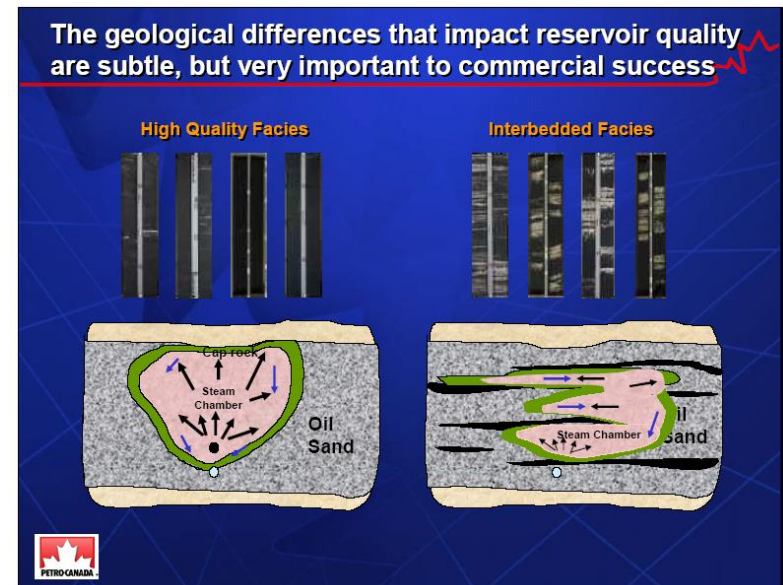 The geological differences that impact reservoir quality
are subtle, but very important to commercial success
High Quality Facies
Interbedded Facies
Cap rock
Steam
Chamber
Oil
Sand
Steam Chamber
il
Sand
PETRO-CANADA